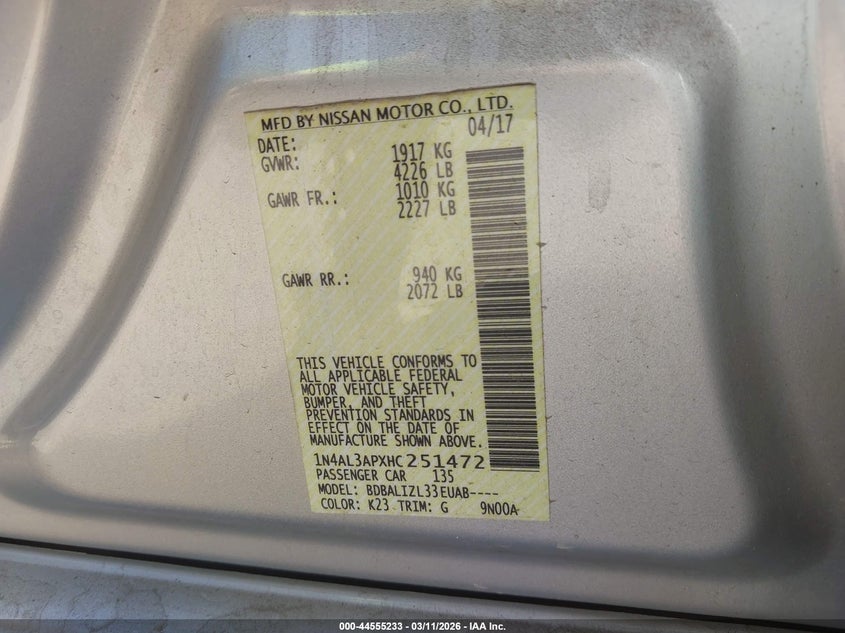 MFD BY NISSAN MOTOR CO., LTD.
DATE: 04/17
GVWR: 1917 KG
4226 LB
GAWR FR.: 1010 KG
2227 LB
GAWR RR.: 940 KG
2072 LB
THIS VEHICLE CONFORMS TO
ALL APPLICABLE FEDERAL
MOTOR VEHICLE SAFETY,
BUMPER, AND THEFT
PREVENTION STANDARDS IN
EFFECT ON THE DATE OF
MANUFACTURE SHOWN ABOVE.
1N4AL3APXHC251472
PASSENGER CAR 135
MODEL: BDBALIZL33EUAB----
COLOR: K23 TRIM: G 9N00A
000-44555233 - 03/11/2026 - IAA Inc.